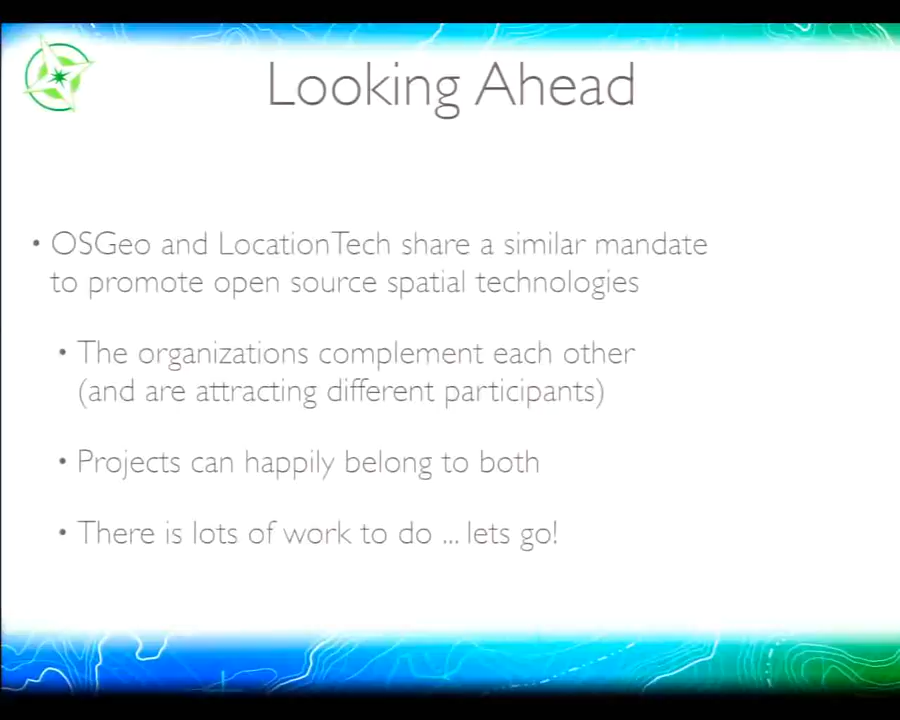 Looking Ahead
• OSGeo and LocationTech share a similar mandate
to promote open source spatial technologies
• The organizations complement each other
(and are attracting different participants)
• Projects can happily belong to both
• There is lots of work to do ... lets go!